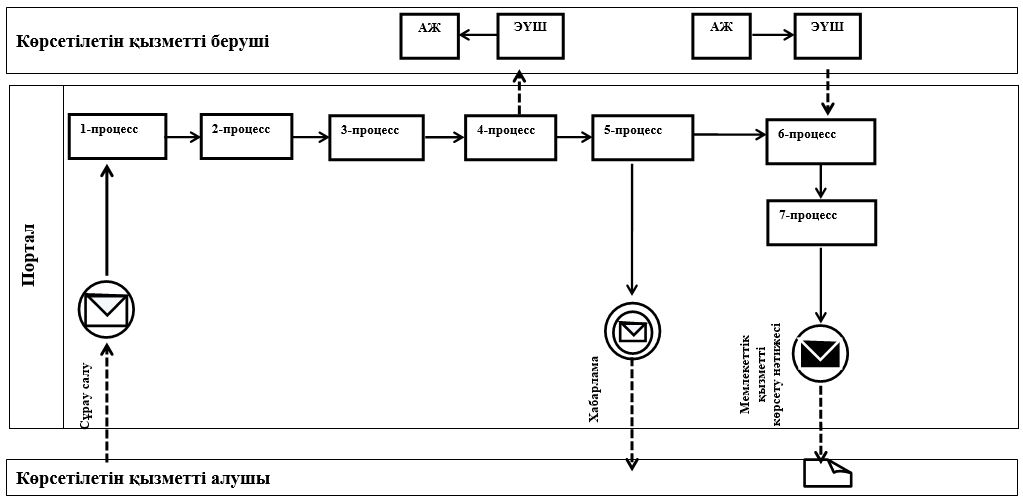 Көрсетілетін қызметті беруші
АЖ
ЭҮШ
АЖ
ЭҮШ
Портал
1-процесс
2-процесс
3-процесс
4-процесс
5-процесс
6-процесс
7-процесс
Сұрау салу
Хабарлама
Мемлекеттік
қызметті
көрсету нәтижесі
Көрсетілетін қызметті алушы